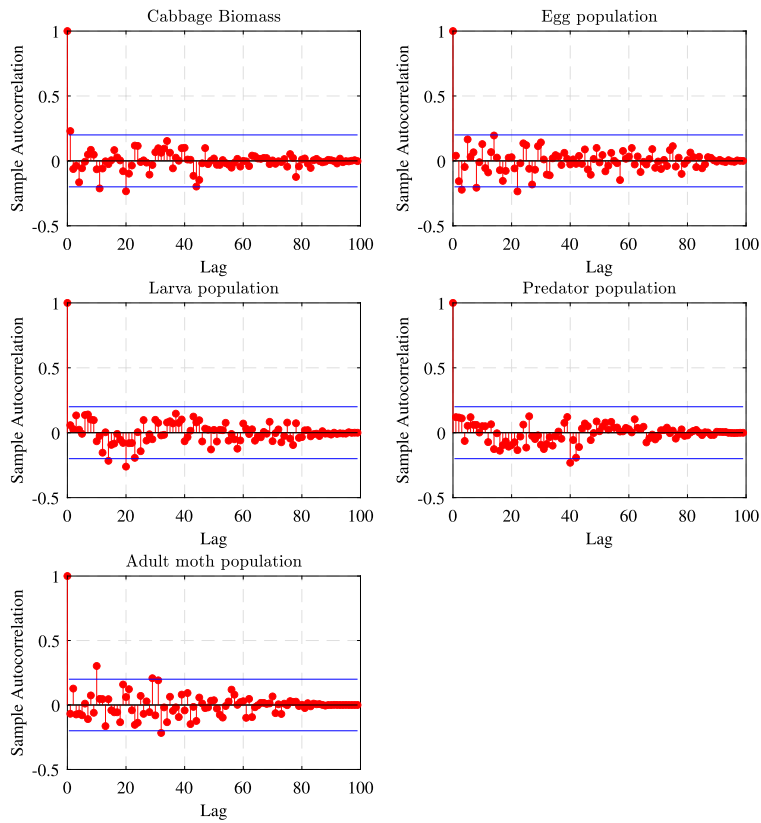 Cabbage Biomass
Sample Autocorrelation
1
0.5
0
-0.5
0 20 40 60 80 100
Lag
Egg population
Sample Autocorrelation
1
0.5
0
-0.5
0 20 40 60 80 100
Lag
Larva population
Sample Autocorrelation
1
0.5
0
-0.5
0 20 40 60 80 100
Lag
Predator population
Sample Autocorrelation
1
0.5
0
-0.5
0 20 40 60 80 100
Lag
Adult moth population
Sample Autocorrelation
1
0.5
0
-0.5
0 20 40 60 80 100
Lag